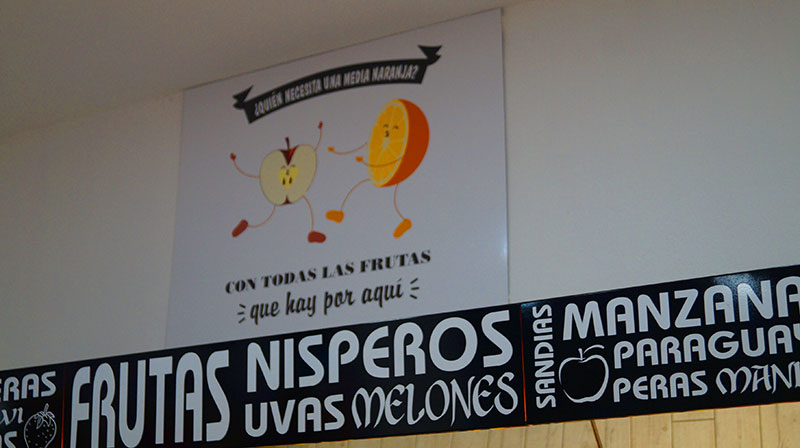 ¿QUIÉN NECESITA UNA MEDIA NARANJA?
CON TODAS LAS FRUTAS
que hay por aquí
FRUTAS
NISPEROS
UVAS MELONES
SANDIAS
MANZANA
PARAGUAY
PERAS